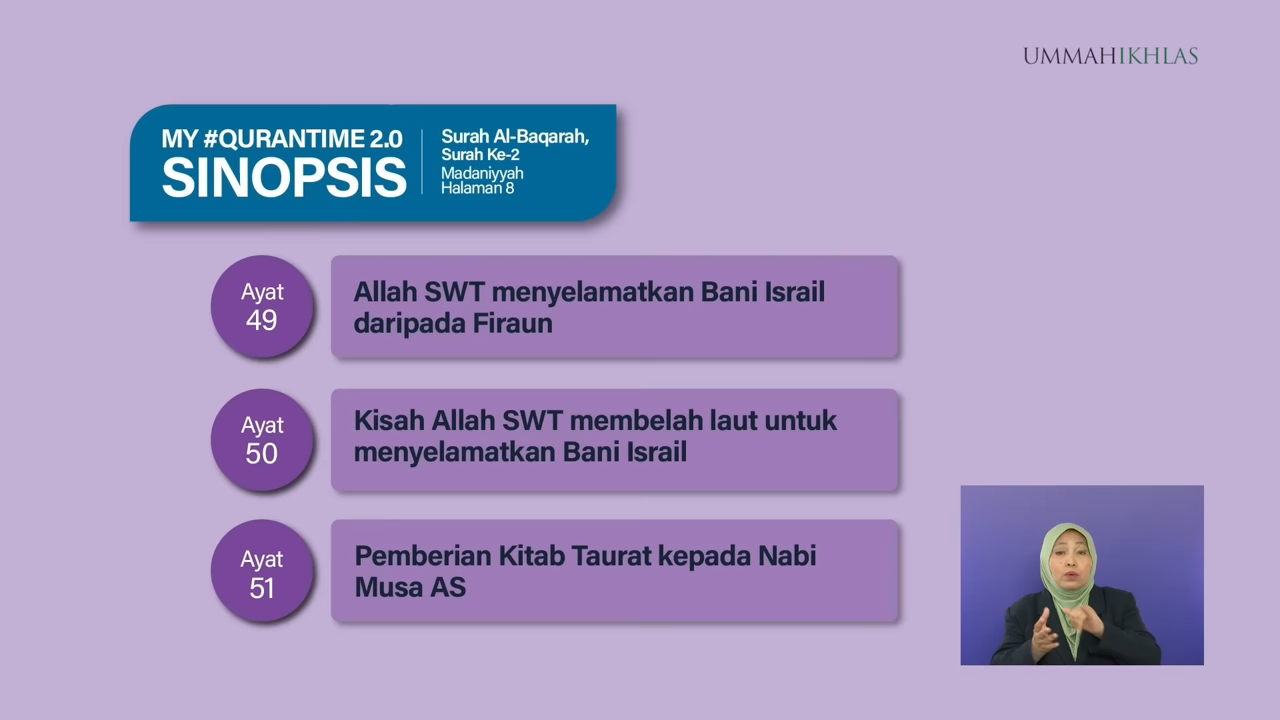 UMMAHIKHLAS
MY #QURANTIME 2.0
SINOPSIS
Surah Al-Baqarah,
Surah Ke-2
Madaniyyah
Halaman 8
Ayat
49
Allah SWT menyelamatkan Bani Israil
daripada Firaun
Ayat
50
Kisah Allah SWT membelah laut untuk
menyelamatkan Bani Israil
Ayat
51
Pemberian Kitab Taurat kepada Nabi
Musa AS